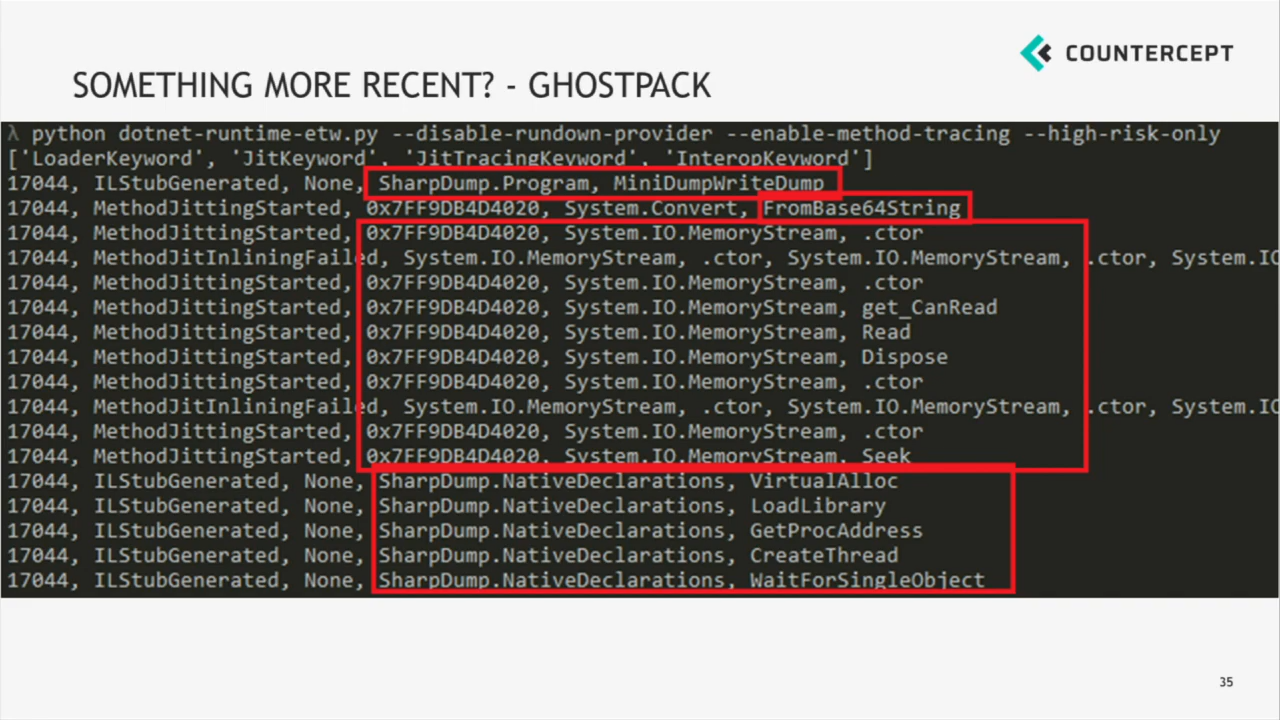 COUNTERCEPT
SOMETHING MORE RECENT? - GHOSTPACK
λ python dotnet-runtime-etw.py --disable-rundown-provider --enable-method-tracing --high-risk-only
['LoaderKeyword', 'JitKeyword', 'JitTracingKeyword', 'InteropKeyword']
17044, ILStubGenerated, None, SharpDump.Program, MiniDumpWriteDump
17044, MethodJittingStarted, 0x7FF9DB4D4020, System.Convert, FromBase64String
17044, MethodJittingStarted, 0x7FF9DB4D4020, System.IO.MemoryStream, .ctor
17044, MethodJitInliningFailed, System.IO.MemoryStream, .ctor, System.IO.MemoryStream, .ctor, System.IO
17044, MethodJittingStarted, 0x7FF9DB4D4020, System.IO.MemoryStream, .ctor
17044, MethodJittingStarted, 0x7FF9DB4D4020, System.IO.MemoryStream, get_CanRead
17044, MethodJittingStarted, 0x7FF9DB4D4020, System.IO.MemoryStream, Read
17044, MethodJittingStarted, 0x7FF9DB4D4020, System.IO.MemoryStream, Dispose
17044, MethodJittingStarted, 0x7FF9DB4D4020, System.IO.MemoryStream, .ctor
17044, MethodJitInliningFailed, System.IO.MemoryStream, .ctor, System.IO.MemoryStream, .ctor, System.IO
17044, MethodJittingStarted, 0x7FF9DB4D4020, System.IO.MemoryStream, .ctor
17044, MethodJittingStarted, 0x7FF9DB4D4020, System.IO.MemoryStream, Seek
17044, ILStubGenerated, None, SharpDump.NativeDeclarations, VirtualAlloc
17044, ILStubGenerated, None, SharpDump.NativeDeclarations, LoadLibrary
17044, ILStubGenerated, None, SharpDump.NativeDeclarations, GetProcAddress
17044, ILStubGenerated, None, SharpDump.NativeDeclarations, CreateThread
17044, ILStubGenerated, None, SharpDump.NativeDeclarations, WaitForSingleObject
35